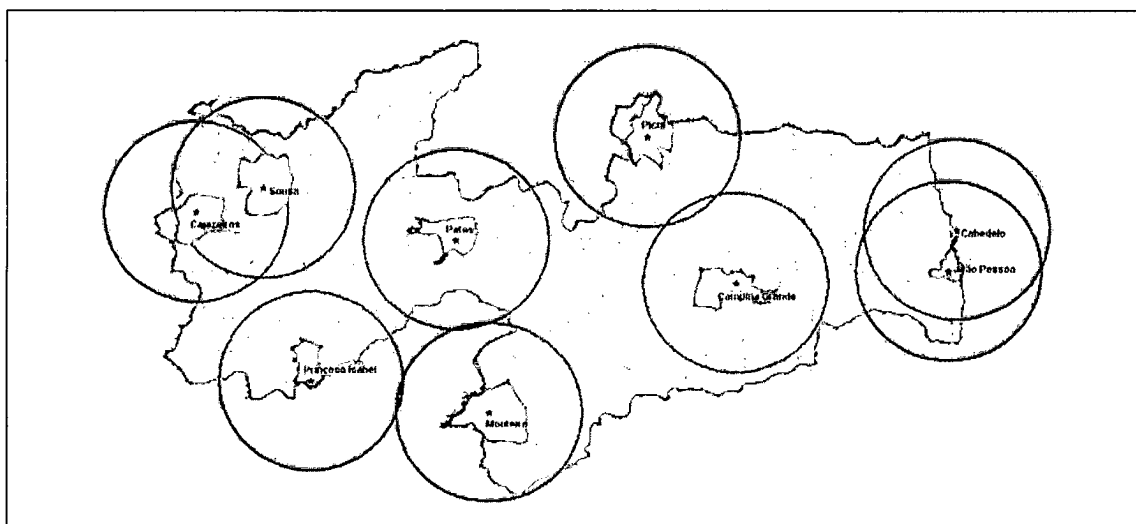 Picuí
Sousa
Cajazeiras
Patos
Cabedelo
João Pessoa
Campina Grande
Princesa Isabel
Monteiro